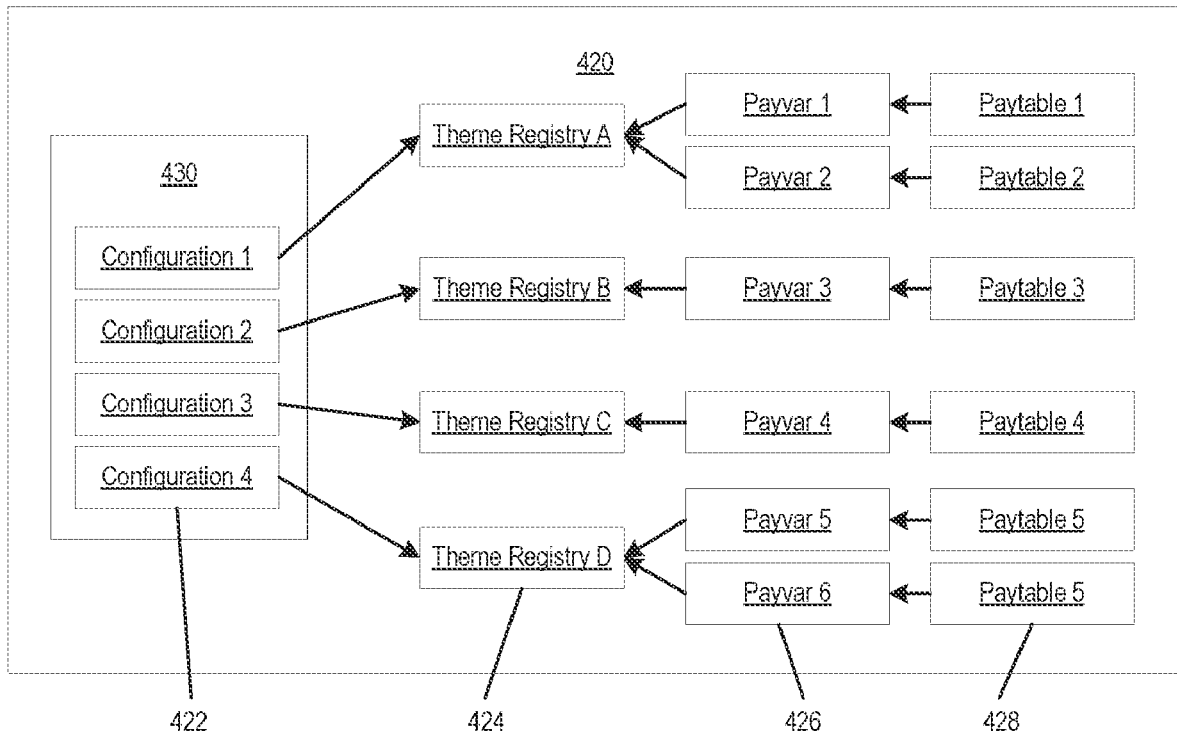 420
430
Configuration 1
Configuration 2
Configuration 3
Configuration 4
Theme Registry A
Theme Registry B
Theme Registry C
Theme Registry D
Payvar 1
Payvar 2
Payvar 3
Payvar 4
Payvar 5
Payvar 6
Paytable 1
Paytable 2
Paytable 3
Paytable 4
Paytable 5
Paytable 5
422
424
426
428